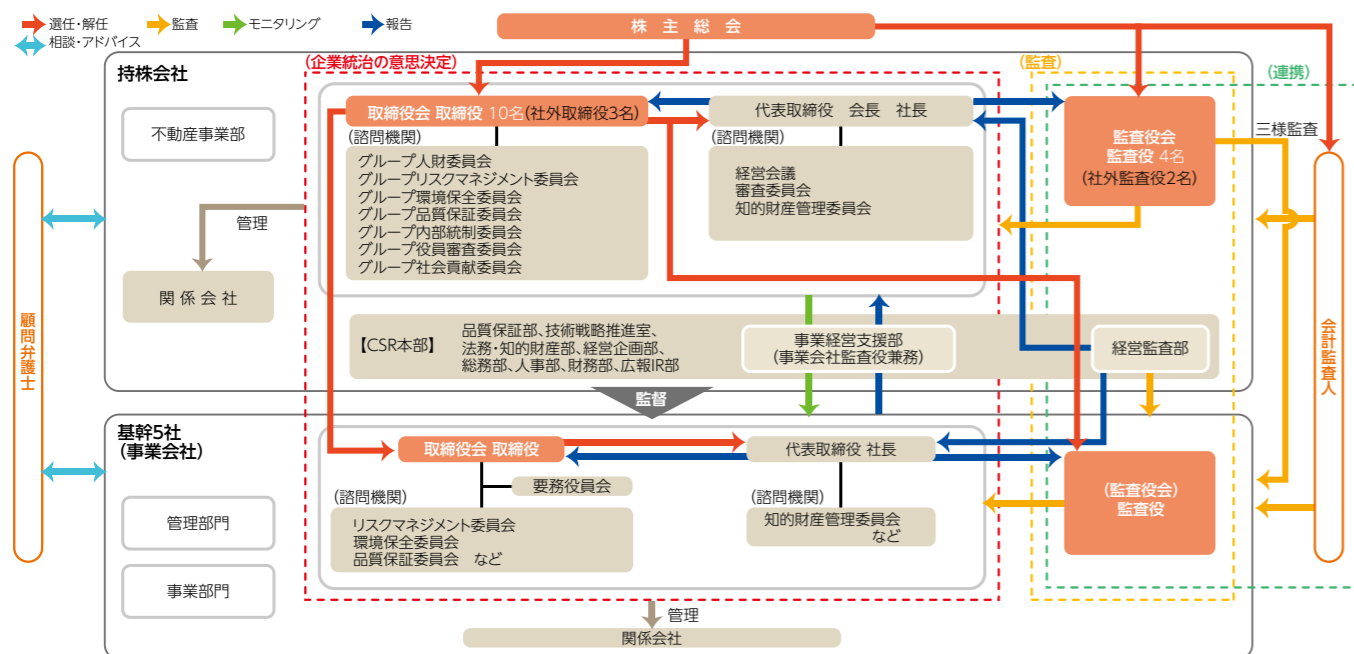 選任・解任
監査
モニタリング
報告
相談・アドバイス
株 主 総 会
(企業統治の意思決定)
(監査)
(連携)
持株会社
不動産事業部
取締役会 取締役 10名(社外取締役3名)
(諮問機関)
グループ人財委員会
グループリスクマネジメント委員会
グループ環境保全委員会
グループ品質保証委員会
グループ内部統制委員会
グループ役員審査委員会
グループ社会貢献委員会
代表取締役 会長 社長
(諮問機関)
経営会議
審査委員会
知的財産管理委員会
監査役会
監査役 4名
(社外監査役2名)
三様監査
管理
関 係 会 社
顧問弁護士
会計監査人
【CSR本部】
品質保証部、技術戦略推進室、
法務・知的財産部、経営企画部、
総務部、人事部、財務部、広報IR部
事業経営支援部
(事業会社監査役兼務)
経営監査部
監督
基幹5社
(事業会社)
管理部門
事業部門
取締役会 取締役
要務役員会
(諮問機関)
リスクマネジメント委員会
環境保全委員会
品質保証委員会 など
代表取締役 社長
(諮問機関)
知的財産管理委員会
など
(監査役会)
監査役
管理
関係会社